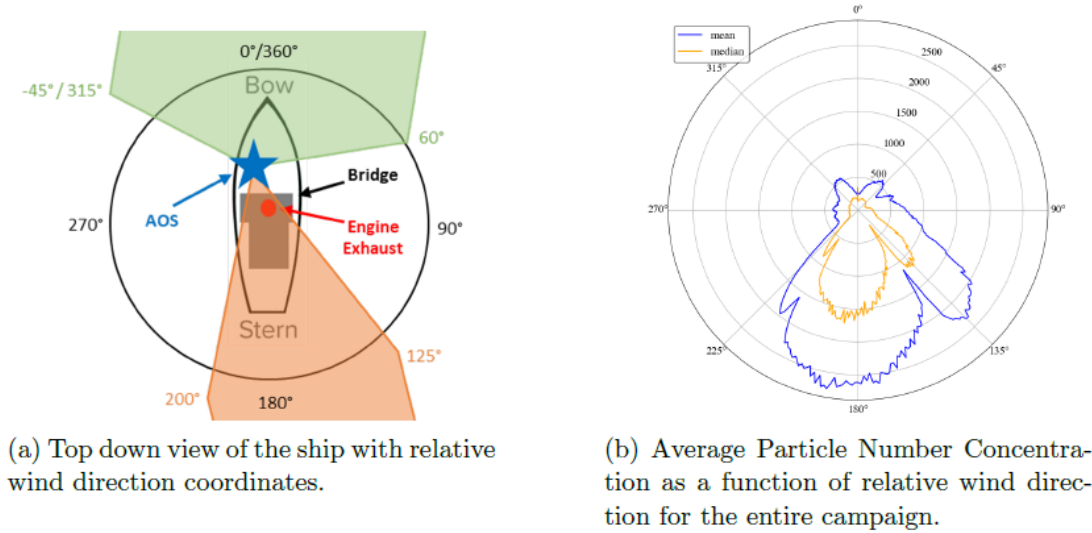 0°/360°
Bow
-45°/ 315°
60°
Bridge
AOS
270°
90°
Engine
Exhaust
Stern
125°
200°
180°
(a) Top down view of the ship with relative
wind direction coordinates.
mean
median
0°
315°
45°
2500
2000
1500
1000
500
270°
90°
225°
135°
180°
(b) Average Particle Number Concentra-
tion as a function of relative wind direc-
tion for the entire campaign.